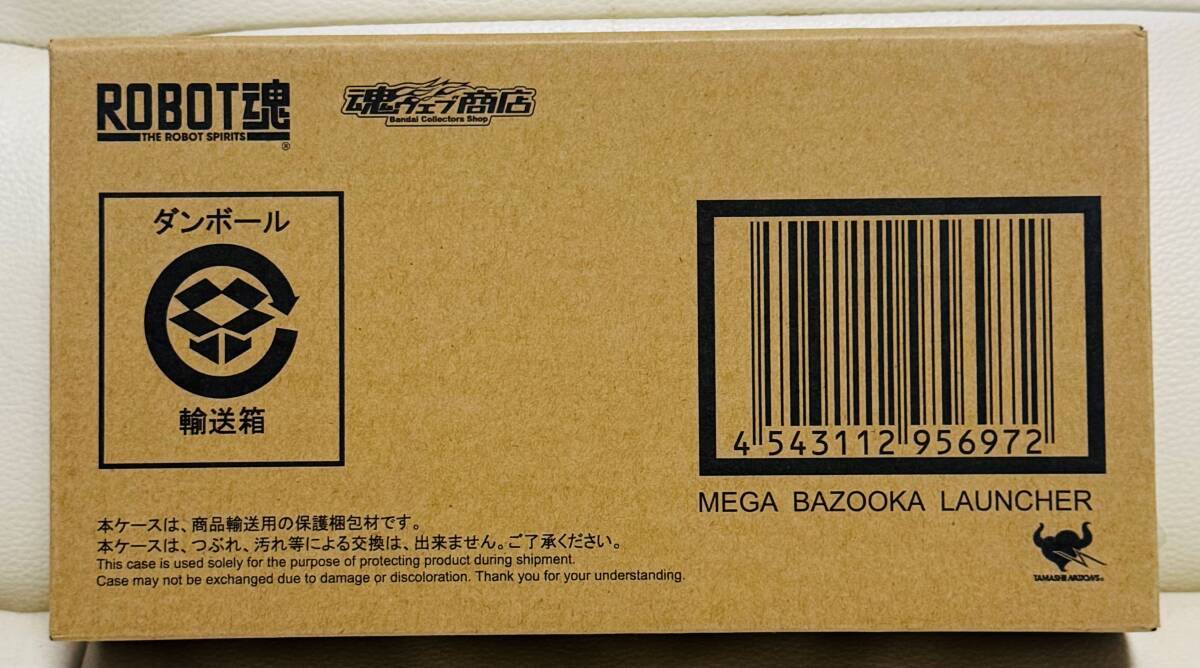 ROBOT魂
THE ROBOT SPIRITS
®
魂ウェブ商店
Bandai Collectors Shop
ダンボール
輸送箱
4 543112 956972
MEGA BAZOOKA LAUNCHER
本ケースは、商品輸送用の保護梱包材です。
本ケースは、つぶれ、汚れ等による交換は、出来ません。ご了承ください。
This case is used solely for the purpose of protecting product during shipment.
Case may not be exchanged due to damage or discoloration. Thank you for your understanding.
TAMASHII NATIONS®